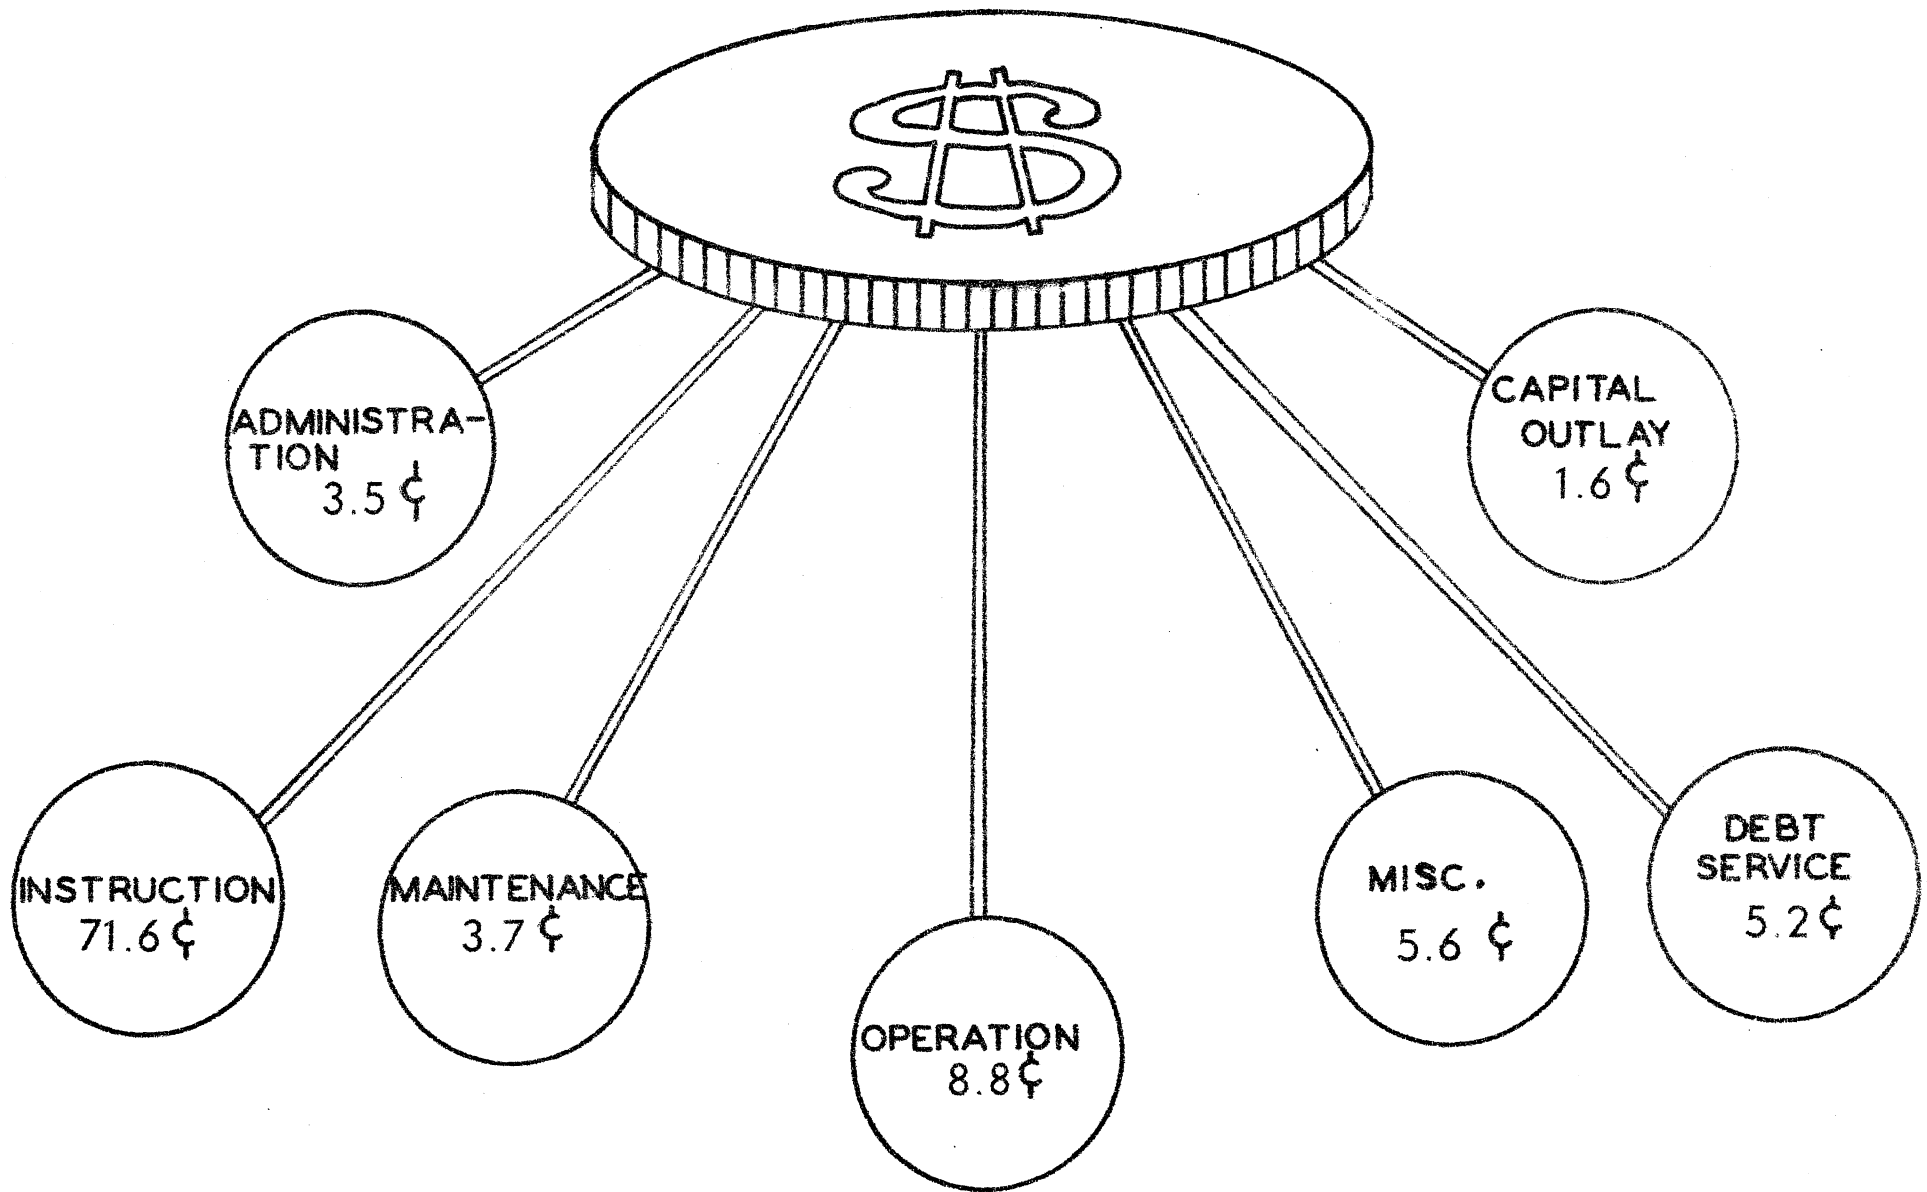 $
ADMINISTRA-
TION
3.5 ¢
CAPITAL
OUTLAY
1.6 ¢
INSTRUCTION
71.6 ¢
MAINTENANCE
3.7 ¢
OPERATION
8.8 ¢
MISC.
5.6 ¢
DEBT
SERVICE
5.2 ¢